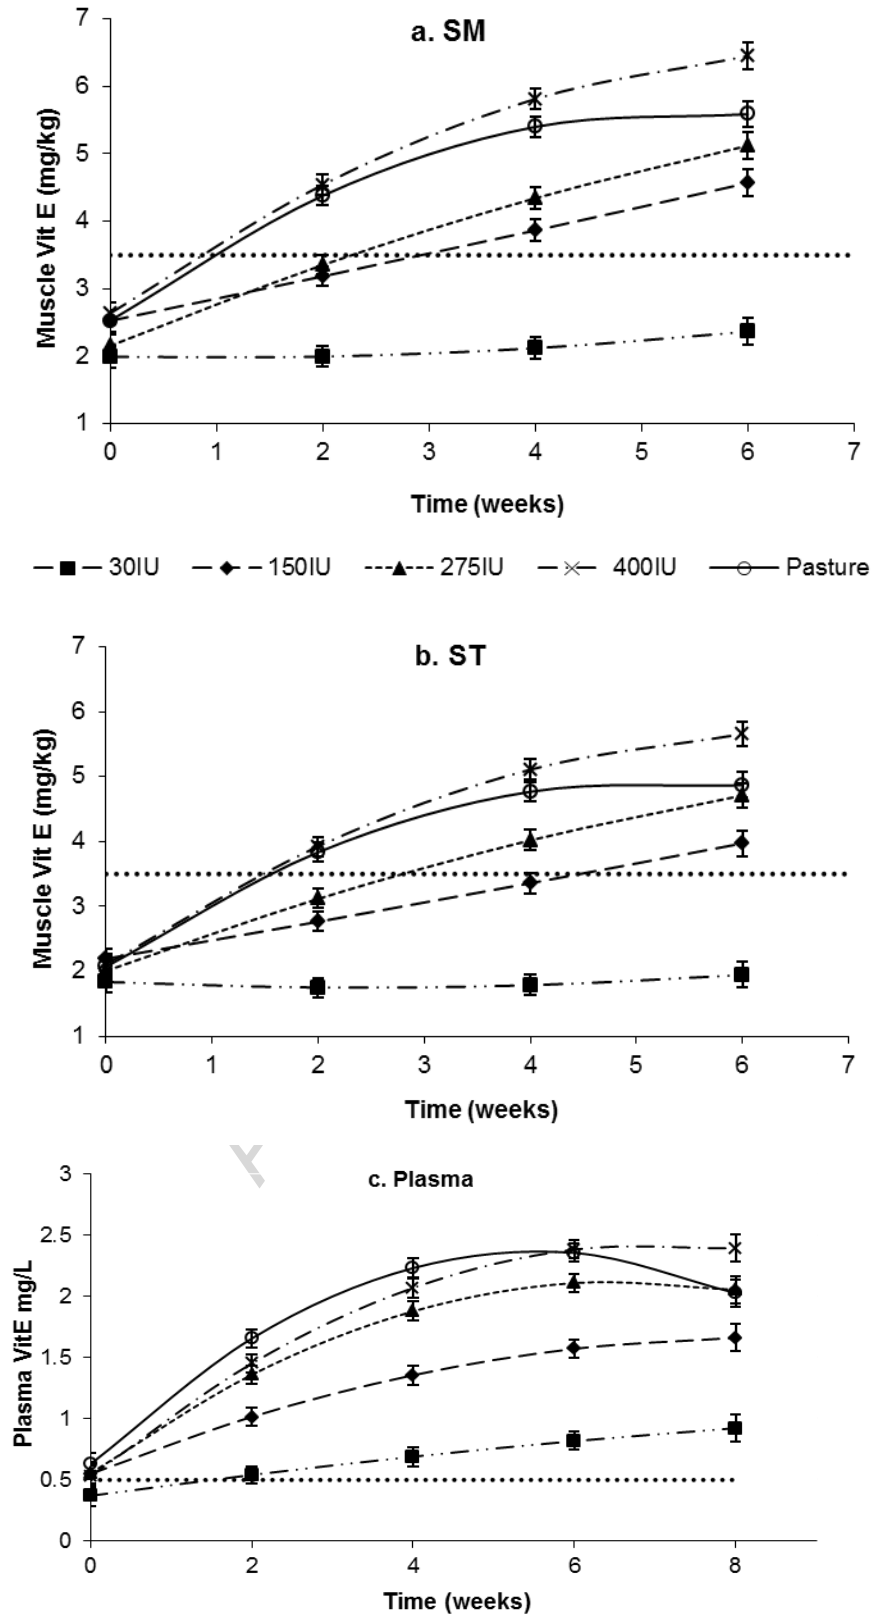 a. SM
Muscle Vit E (mg/kg)
7
6
5
4
3
2
1
0 1 2 3 4 5 6 7
Time (weeks)
30IU 150IU 275IU 400IU Pasture
b. ST
Muscle Vit E (mg/kg)
7
6
5
4
3
2
1
0 1 2 3 4 5 6 7
Time (weeks)
c. Plasma
Plasma VitE mg/L
3
2.5
2
1.5
1
0.5
0
0 2 4 6 8
Time (weeks)